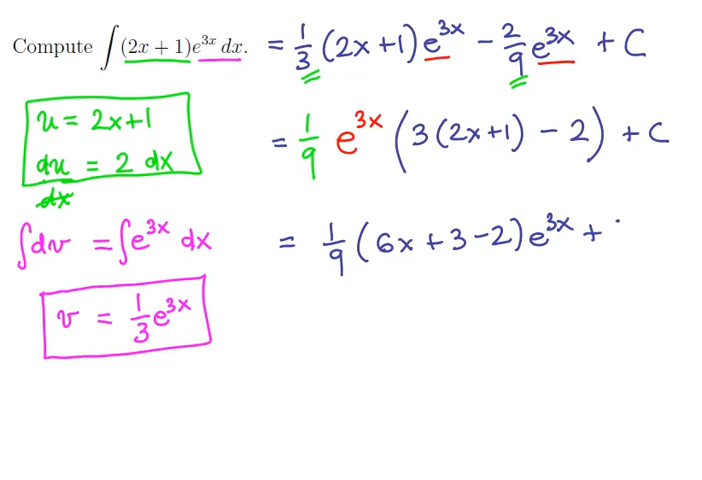 Compute ∫(2x + 1)e^{3x} dx. = 1/3 (2x+1) e^{3x} - 2/9 e^{3x} + C
u = 2x+1
du/dx = 2 dx
= 1/9 e^{3x} (3(2x+1) - 2) + C
∫dv = ∫e^{3x} dx
= 1/9 (6x + 3 - 2) e^{3x} +
v = 1/3 e^{3x}